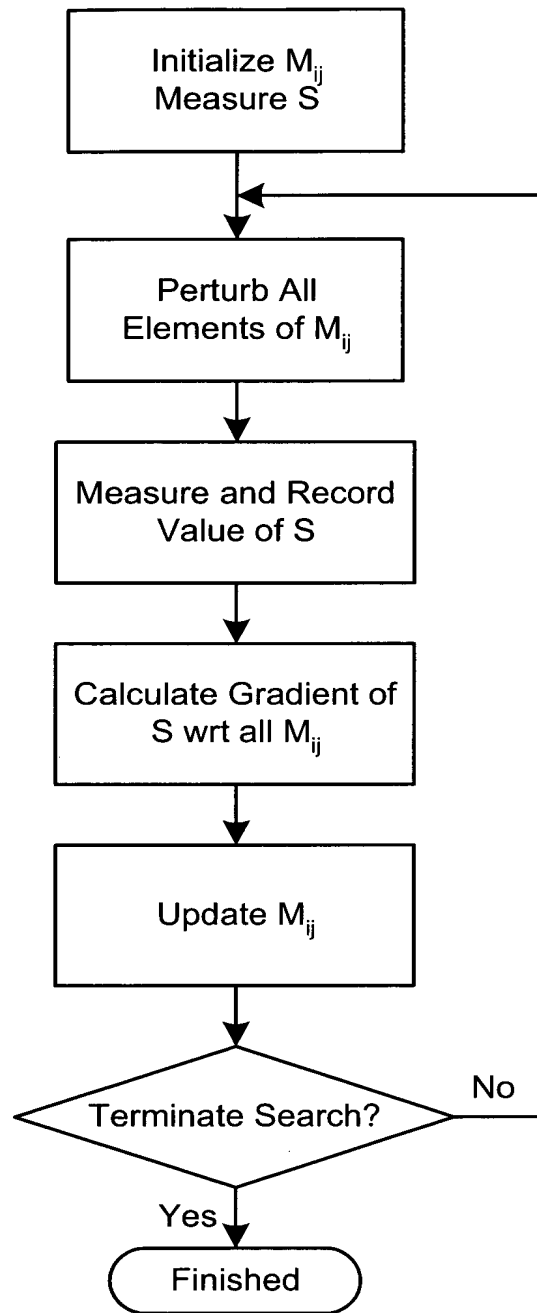 Initialize M_ij
Measure S
Perturb All
Elements of M_ij
Measure and Record
Value of S
Calculate Gradient of
S wrt all M_ij
Update M_ij
Terminate Search?
No
Yes
Finished